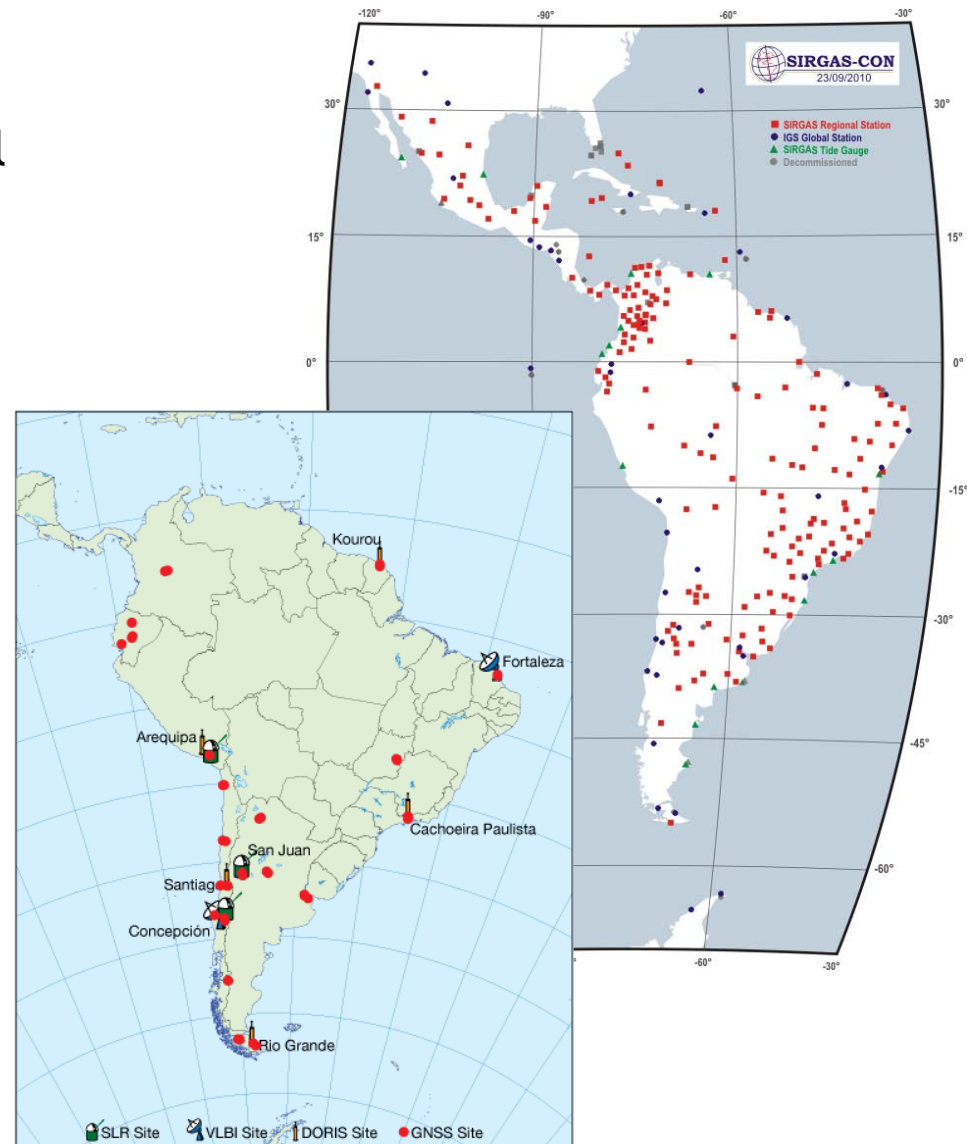 -120°
-90°
-60°
-30°
SIRGAS-CON
23/09/2010
30°
30°
SIRGAS Regional Station
IGS Global Station
SIRGAS Tide Gauge
Decommissioned
15°
15°
0°
0°
-15°
-30°
-45°
-60°
-60°
-30°
Kourou
Fortaleza
Arequipa
Cachoeira Paulista
San Juan
Santiag
Concepción
Rio Grande
SLR Site VLBI Site DORIS Site GNSS Site